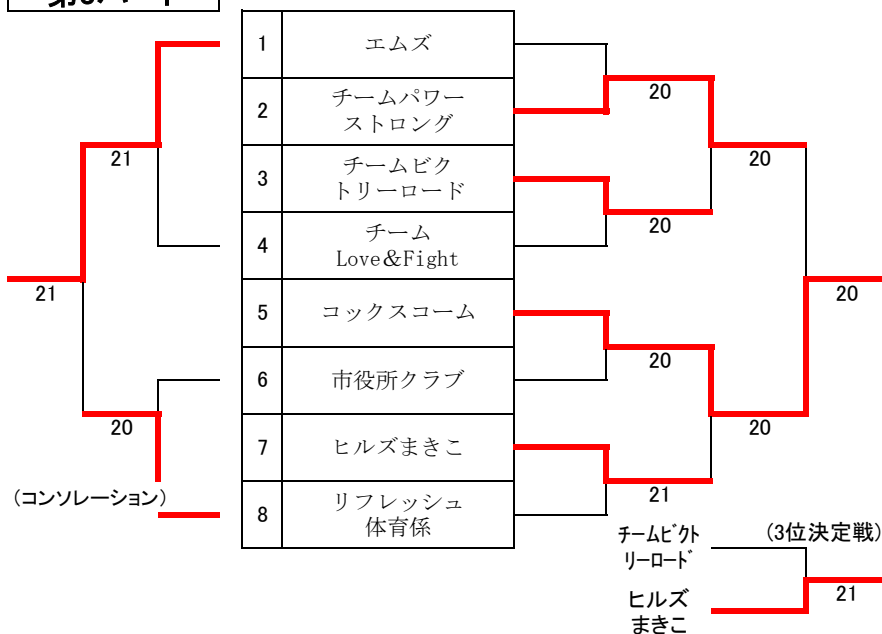 1
エムズ
2
チームパワー
ストロング
3
チームビク
トリーロード
4
チーム
Love&Fight
5
コックスコーム
6
市役所クラブ
7
ヒルズまきこ
8
リフレッシュ
体育係
21
21
20
(コンソレーション)
20
20
20
20
20
20
21
20
チームビクト
リーロード
(3位決定戦)
ヒルズ
まきこ
21